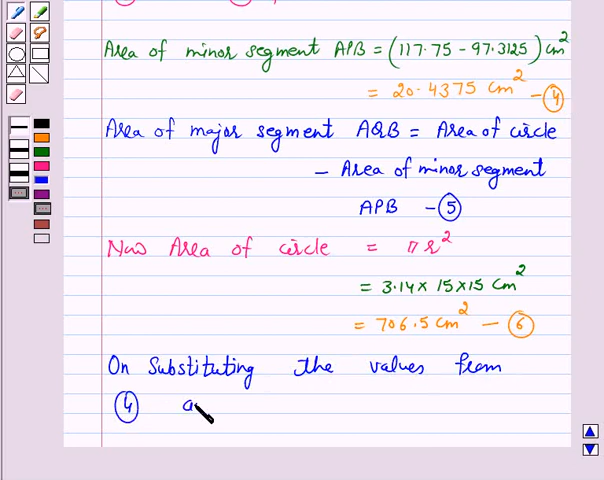 Area of minor segment APB = (117.75 - 97.3125) cm²
= 20.4375 cm² - ④
Area of major segment AQB = Area of circle
- Area of minor segment
APB - ⑤
Now Area of circle = πr²
= 3.14 × 15 × 15 cm²
= 706.5 cm² - ⑥
On Substituting the values from
④ a